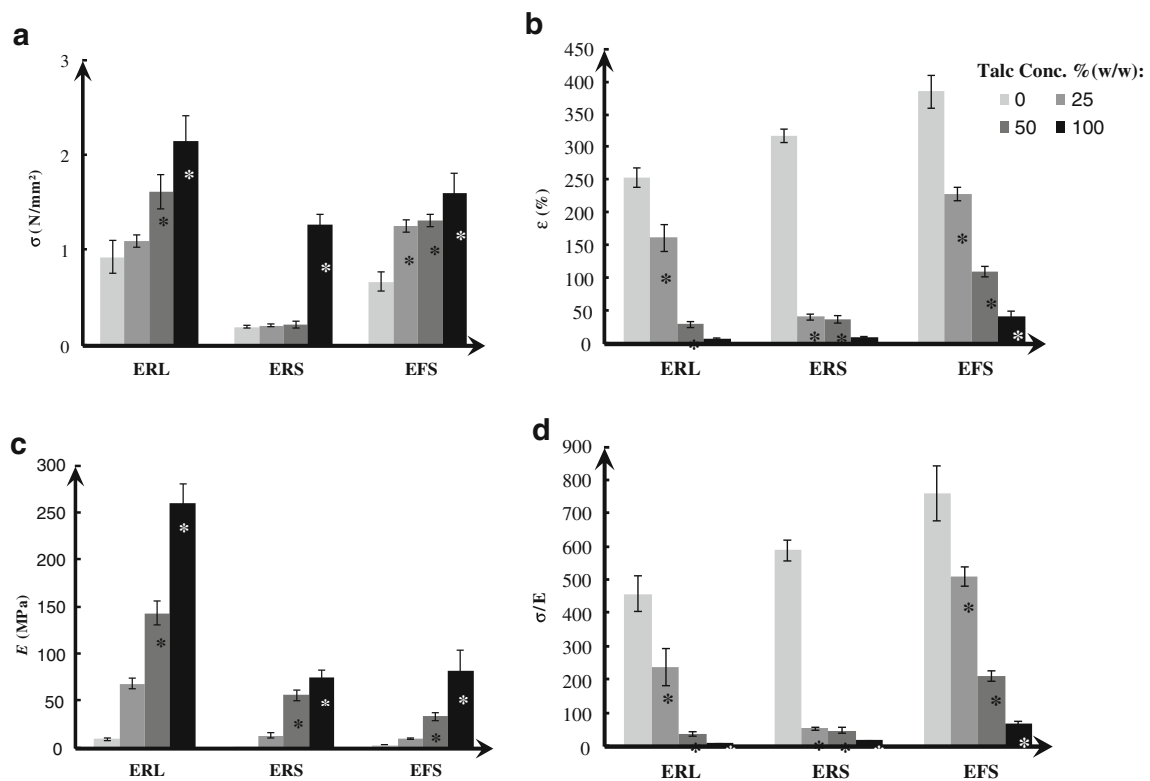 a
3
2
1
0
σ (N/mm²)
ERL ERS EFS
b
450
400
350
300
250
200
150
100
50
0
ε (%)
Talc Conc. % (w/w):
0 25
50 100
ERL ERS EFS
* * * * * *
* * * * * * * *
c
300
250
200
150
100
50
0
E (MPa)
ERL ERS EFS
d
900
800
700
600
500
400
300
200
100
0
σ/E
ERL ERS EFS